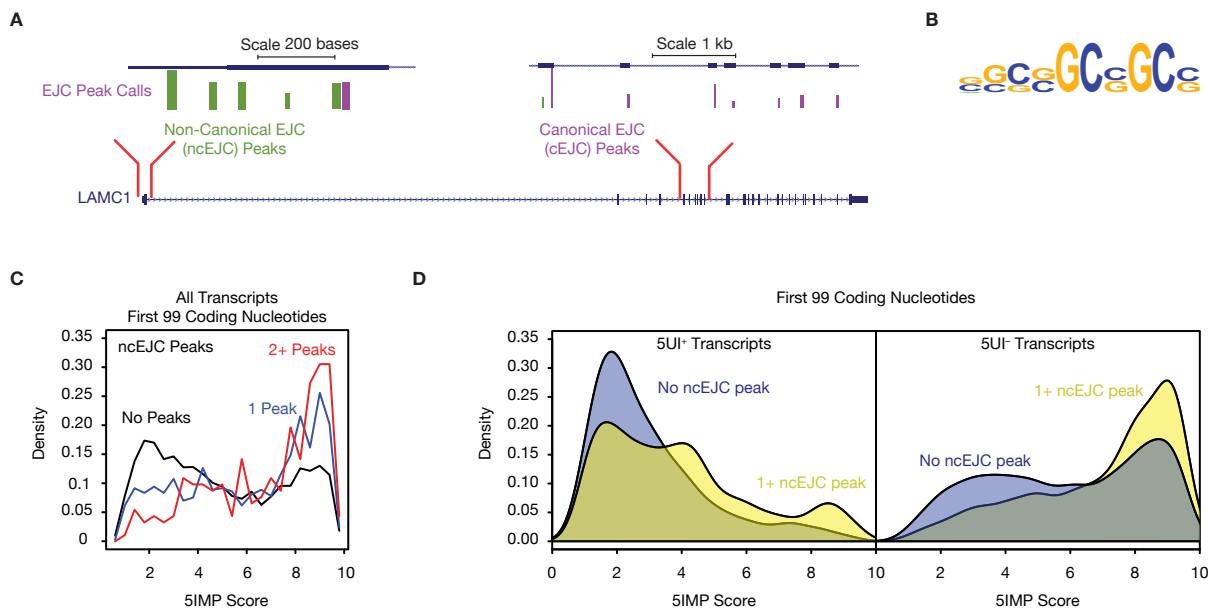 A
Scale 200 bases
Scale 1 kb
EJC Peak Calls
Non-Canonical EJC
(ncEJC) Peaks
Canonical EJC
(cEJC) Peaks
LAMC1
B
GCGGCGC
CCGCGG
C
All Transcripts
First 99 Coding Nucleotides
ncEJC Peaks
2+ Peaks
No Peaks
1 Peak
Density
0.35
0.30
0.25
0.20
0.15
0.10
0.05
0
2 4 6 8 10
5IMP Score
D
First 99 Coding Nucleotides
5UI⁺ Transcripts
5UI⁻ Transcripts
No ncEJC peak
1+ ncEJC peak
1+ ncEJC peak
No ncEJC peak
Density
0.35
0.30
0.25
0.20
0.15
0.10
0.05
0.00
0 2 4 6 8 10 2 4 6 8 10
5IMP Score
5IMP Score